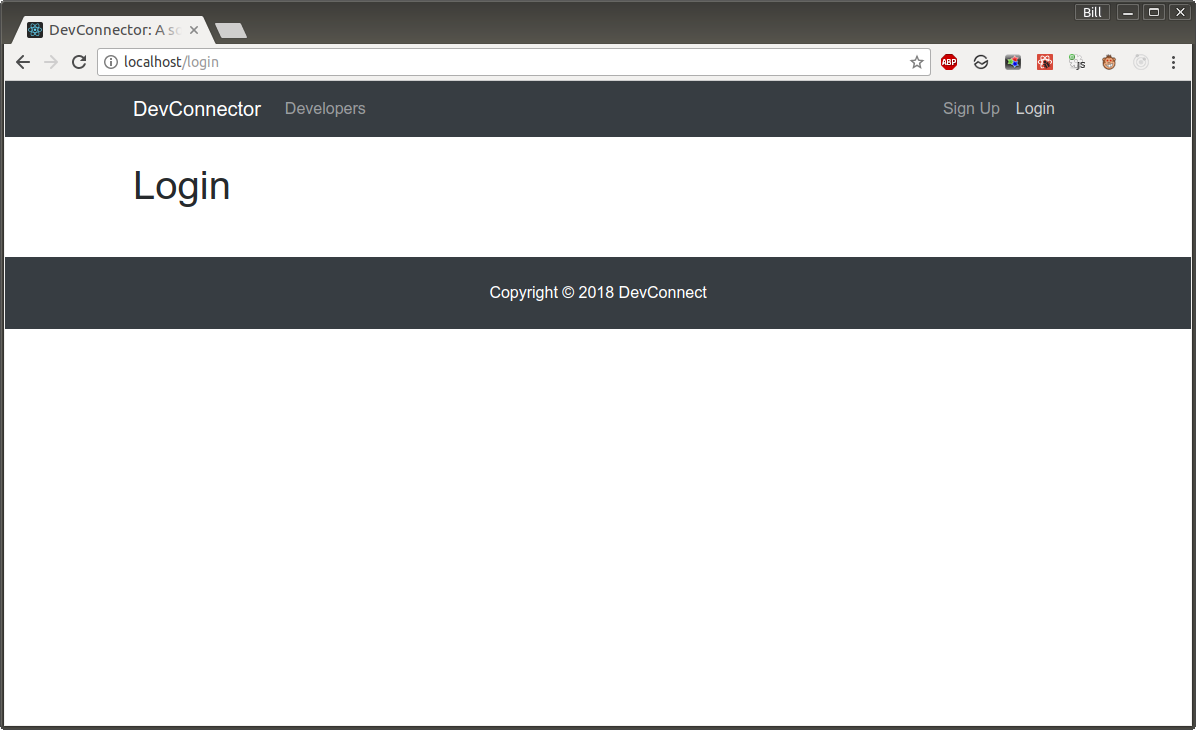 Bill
DevConnector: A so
localhost/login
ABP
JS
DevConnector Developers Sign Up Login
Login
Copyright © 2018 DevConnect